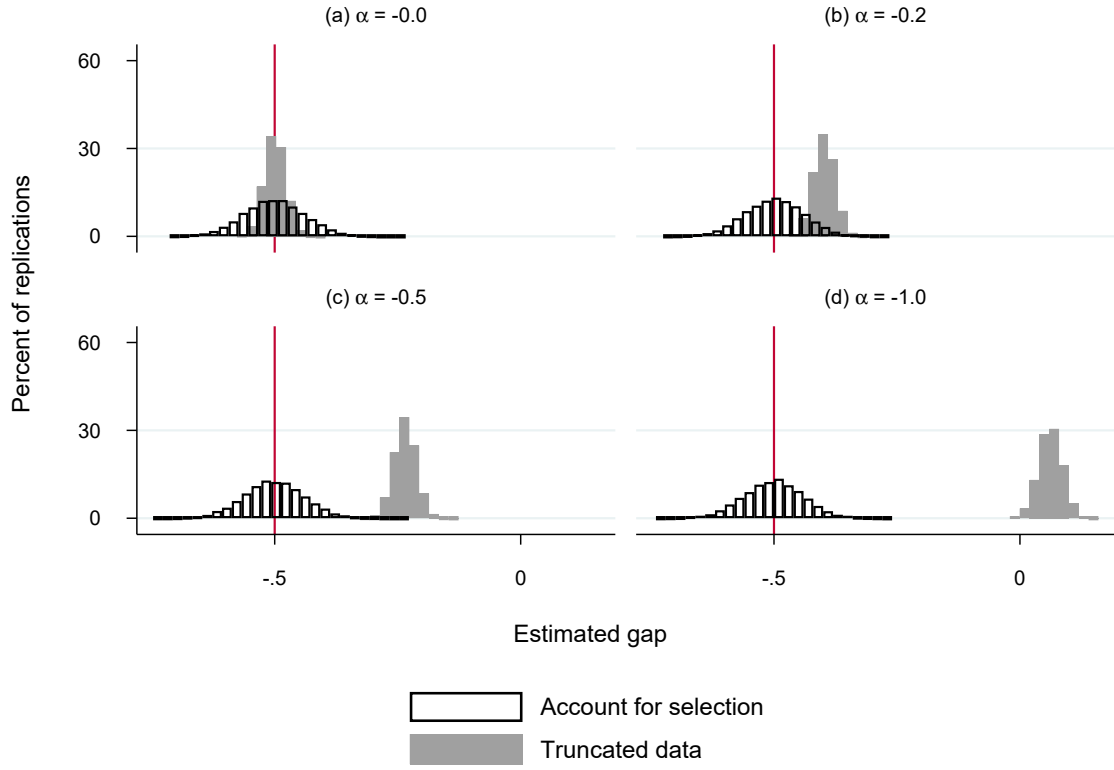 (a) α = -0.0
(b) α = -0.2
60
30
0
(c) α = -0.5
(d) α = -1.0
60
30
0
Percent of replications
-.5
0
-.5
0
Estimated gap
Account for selection
Truncated data